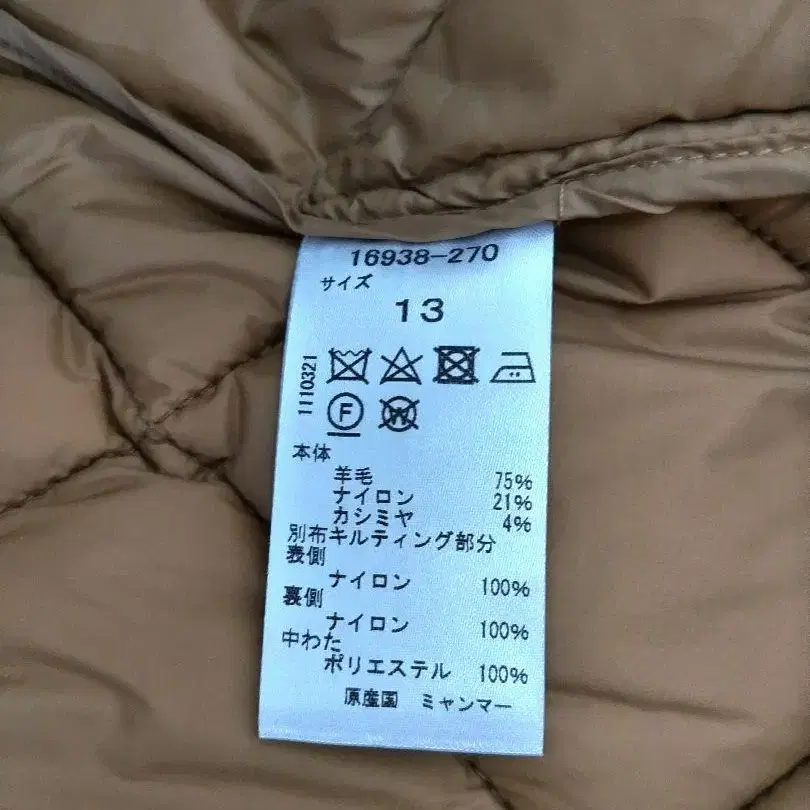 16938-270
サイズ
13
1110321
F
W
本体
羊毛 75%
ナイロン 21%
カシミヤ 4%
別布キルティング部分
表側
ナイロン 100%
裏側
ナイロン 100%
中わた
ポリエステル 100%
原産国 ミャンマー